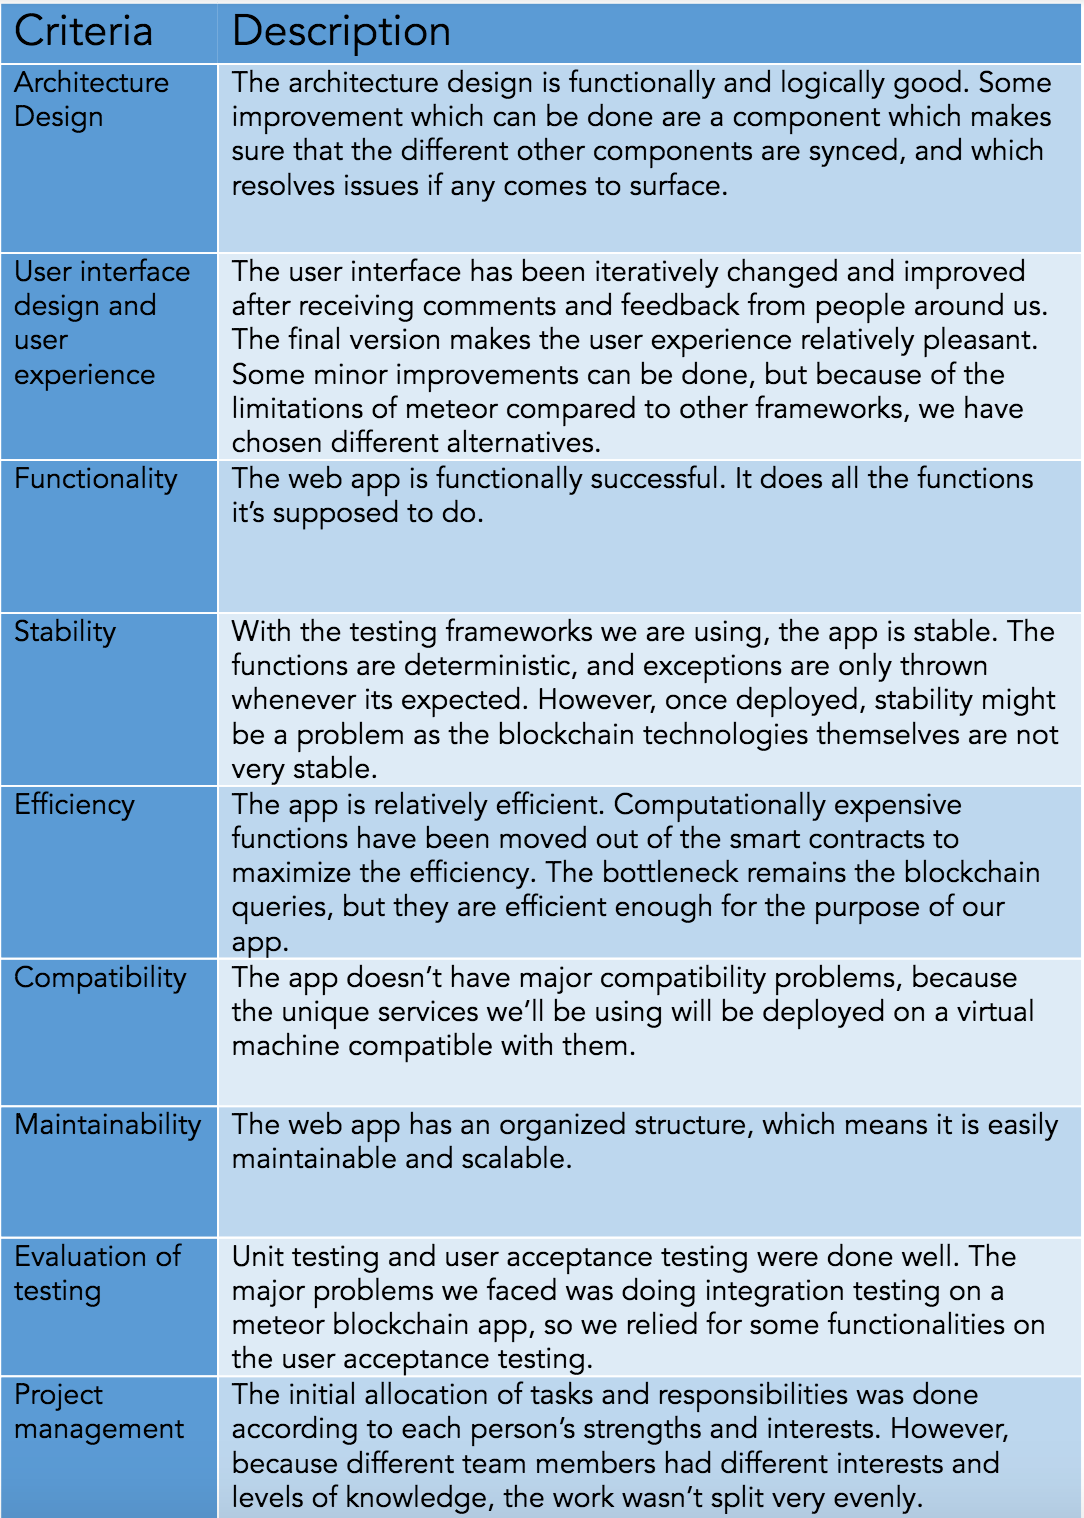 Criteria
Description
Architecture
Design
The architecture design is functionally and logically good. Some
improvement which can be done are a component which makes
sure that the different other components are synced, and which
resolves issues if any comes to surface.
User interface
design and
user
experience
The user interface has been iteratively changed and improved
after receiving comments and feedback from people around us.
The final version makes the user experience relatively pleasant.
Some minor improvements can be done, but because of the
limitations of meteor compared to other frameworks, we have
chosen different alternatives.
Functionality
The web app is functionally successful. It does all the functions
it’s supposed to do.
Stability
With the testing frameworks we are using, the app is stable. The
functions are deterministic, and exceptions are only thrown
whenever its expected. However, once deployed, stability might
be a problem as the blockchain technologies themselves are not
very stable.
Efficiency
The app is relatively efficient. Computationally expensive
functions have been moved out of the smart contracts to
maximize the efficiency. The bottleneck remains the blockchain
queries, but they are efficient enough for the purpose of our
app.
Compatibility
The app doesn’t have major compatibility problems, because
the unique services we’ll be using will be deployed on a virtual
machine compatible with them.
Maintainability
The web app has an organized structure, which means it is easily
maintainable and scalable.
Evaluation of
testing
Unit testing and user acceptance testing were done well. The
major problems we faced was doing integration testing on a
meteor blockchain app, so we relied for some functionalities on
the user acceptance testing.
Project
management
The initial allocation of tasks and responsibilities was done
according to each person’s strengths and interests. However,
because different team members had different interests and
levels of knowledge, the work wasn’t split very evenly.